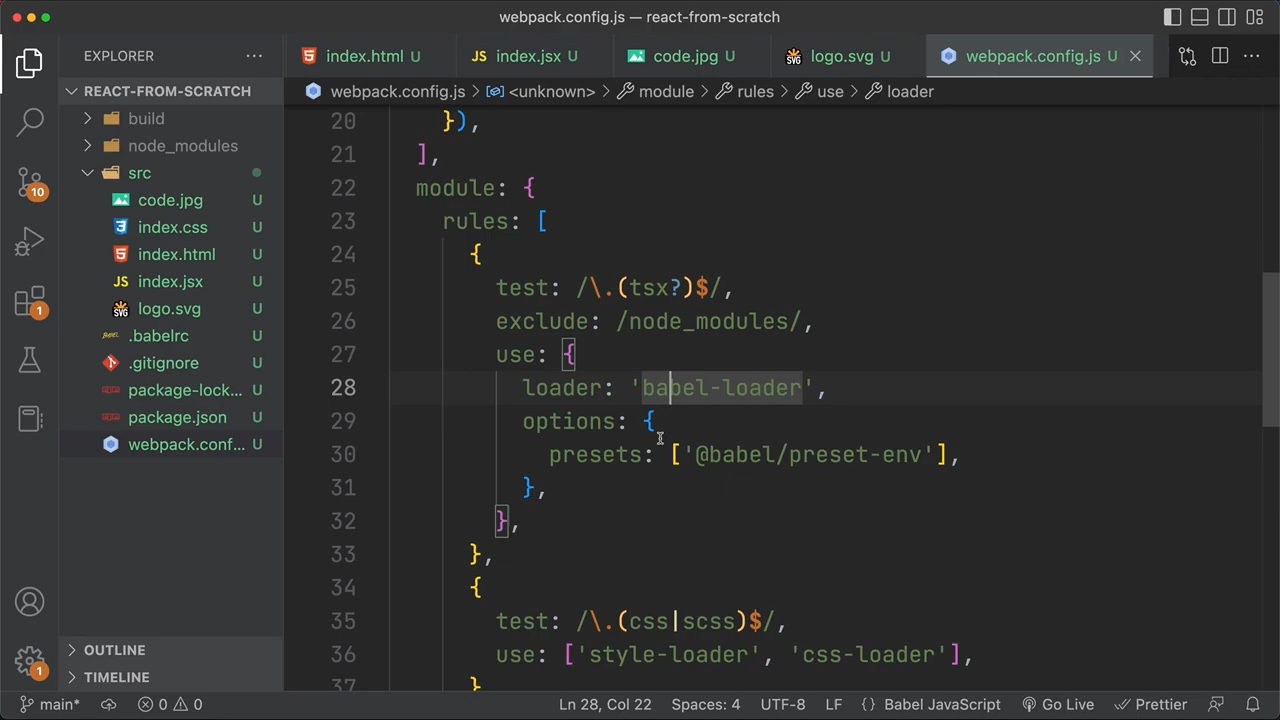 webpack.config.js — react-from-scratch
EXPLORER
index.html U
JS index.jsx U
code.jpg U
logo.svg U
webpack.config.js U
REACT-FROM-SCRATCH
webpack.config.js > <unknown> > module > rules > use > loader
build
node_modules
src
code.jpg U
index.css U
index.html U
JS index.jsx U
logo.svg U
.babelrc U
.gitignore U
package-lock... U
package.json U
webpack.conf... U
OUTLINE
TIMELINE
10
1
1
20 }),
21 ],
22 module: {
23 rules: [
24 {
25 test: /\.(tsx?)$/,
26 exclude: /node_modules/,
27 use: {
28 loader: 'babel-loader',
29 options: {
30 presets: ['@babel/preset-env'],
31 },
32 },
33 },
34 {
35 test: /\.(css|scss)$/,
36 use: ['style-loader', 'css-loader'],
37 }
main* 0 0 Ln 28, Col 22 Spaces: 4 UTF-8 LF {} Babel JavaScript Go Live Prettier